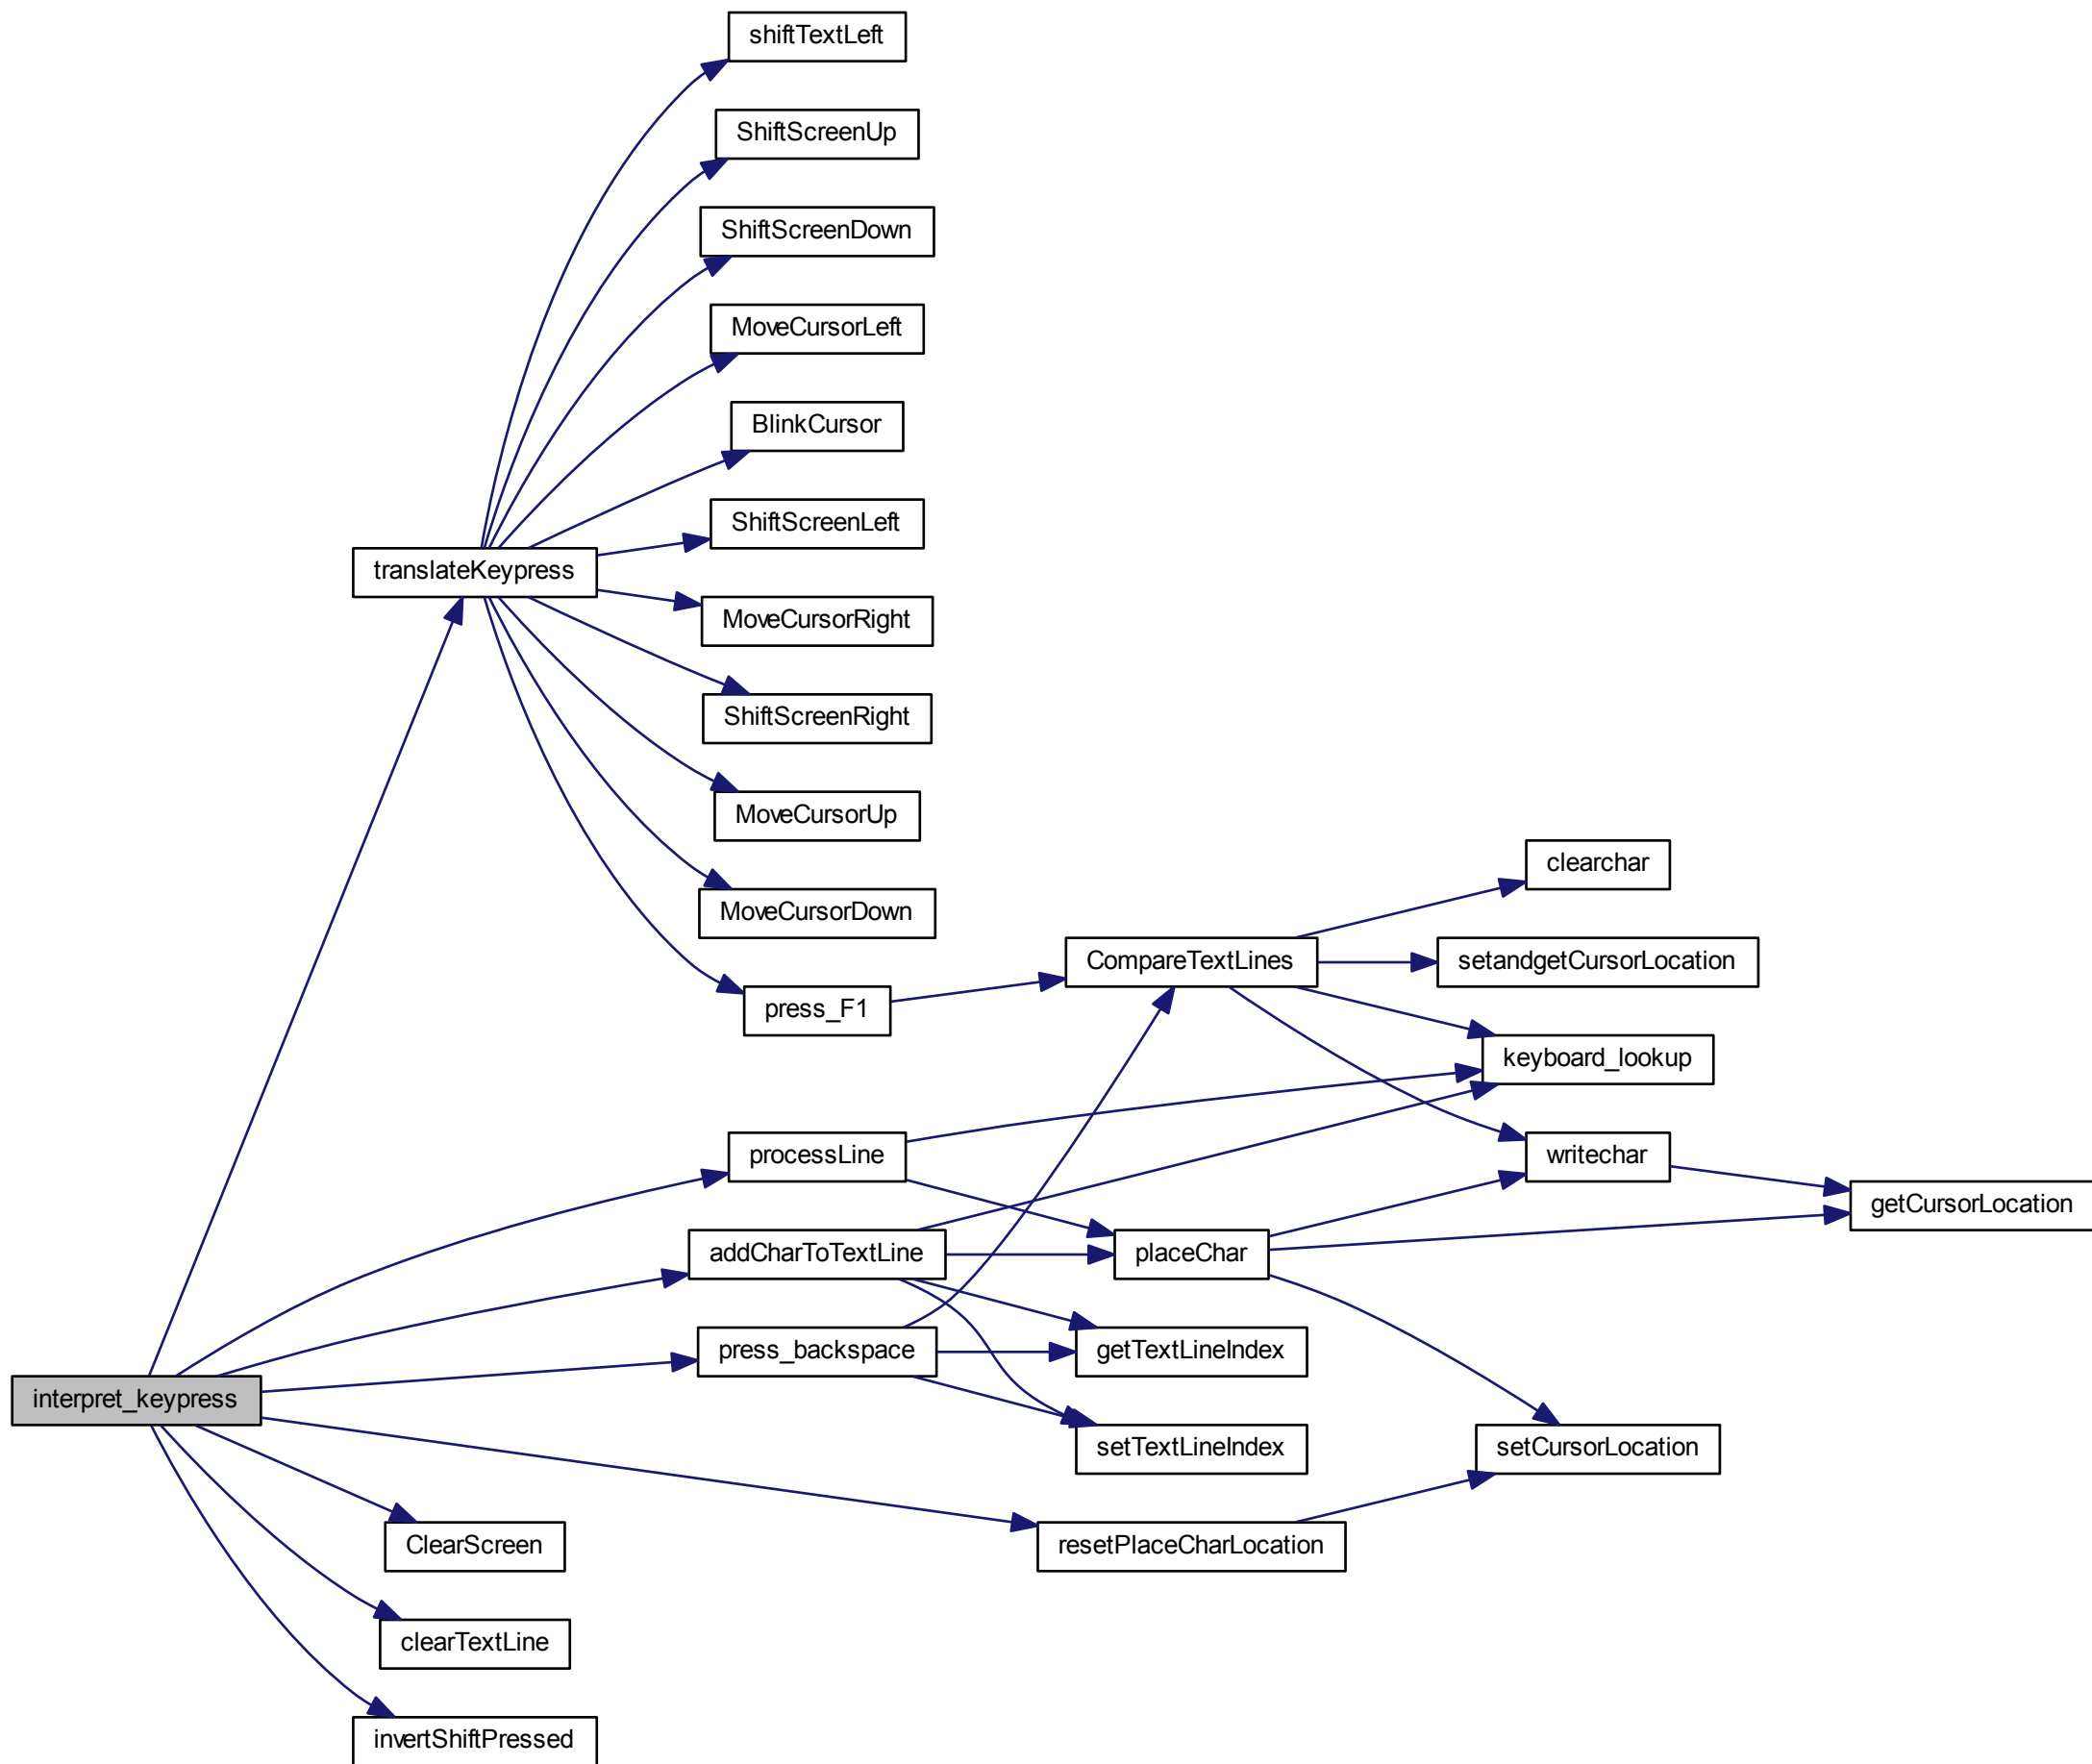 shiftTextLeft
ShiftScreenUp
ShiftScreenDown
MoveCursorLeft
BlinkCursor
ShiftScreenLeft
translateKeypress
MoveCursorRight
ShiftScreenRight
MoveCursorUp
clearchar
MoveCursorDown
CompareTextLines
setandgetCursorLocation
press_F1
keyboard_lookup
processLine
writechar
getCursorLocation
addCharToTextLine
placeChar
press_backspace
getTextLineIndex
interpret_keypress
setTextLineIndex
setCursorLocation
ClearScreen
resetPlaceCharLocation
clearTextLine
invertShiftPressed